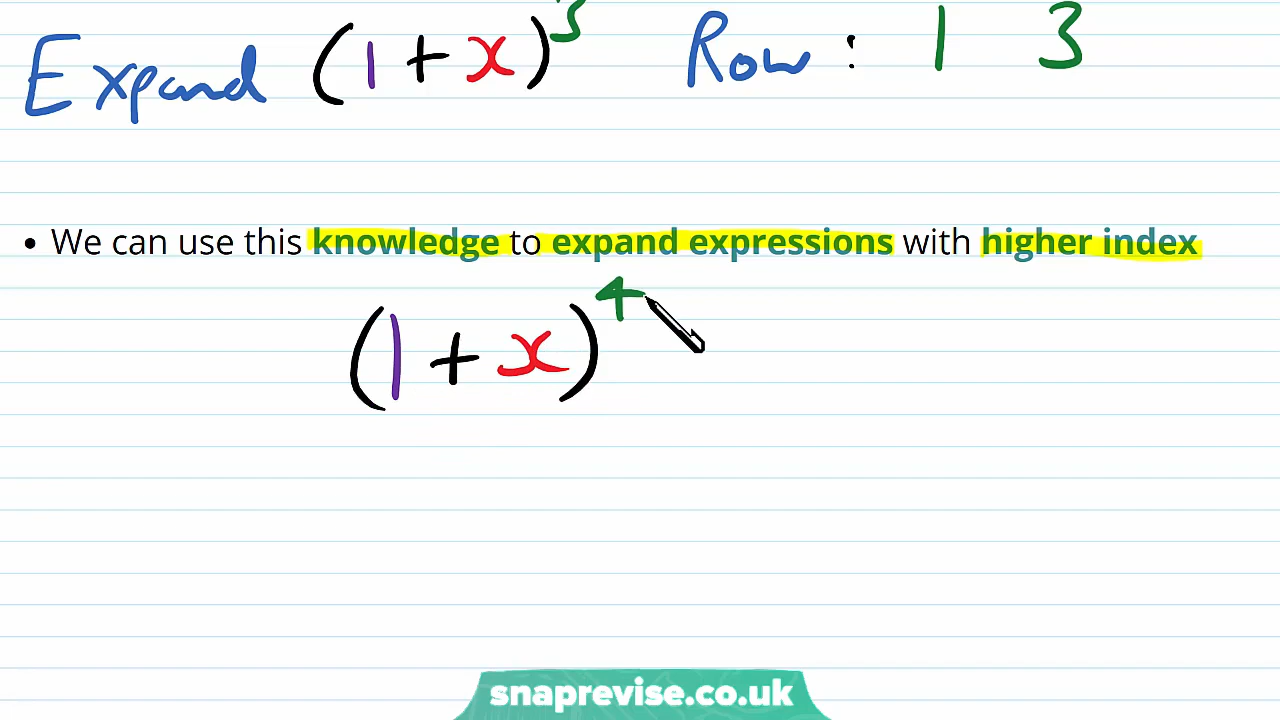 Expand (1 + x)³ Row : 1 3
• We can use this knowledge to expand expressions with higher index
(1 + x)⁴
snaprevise.co.uk